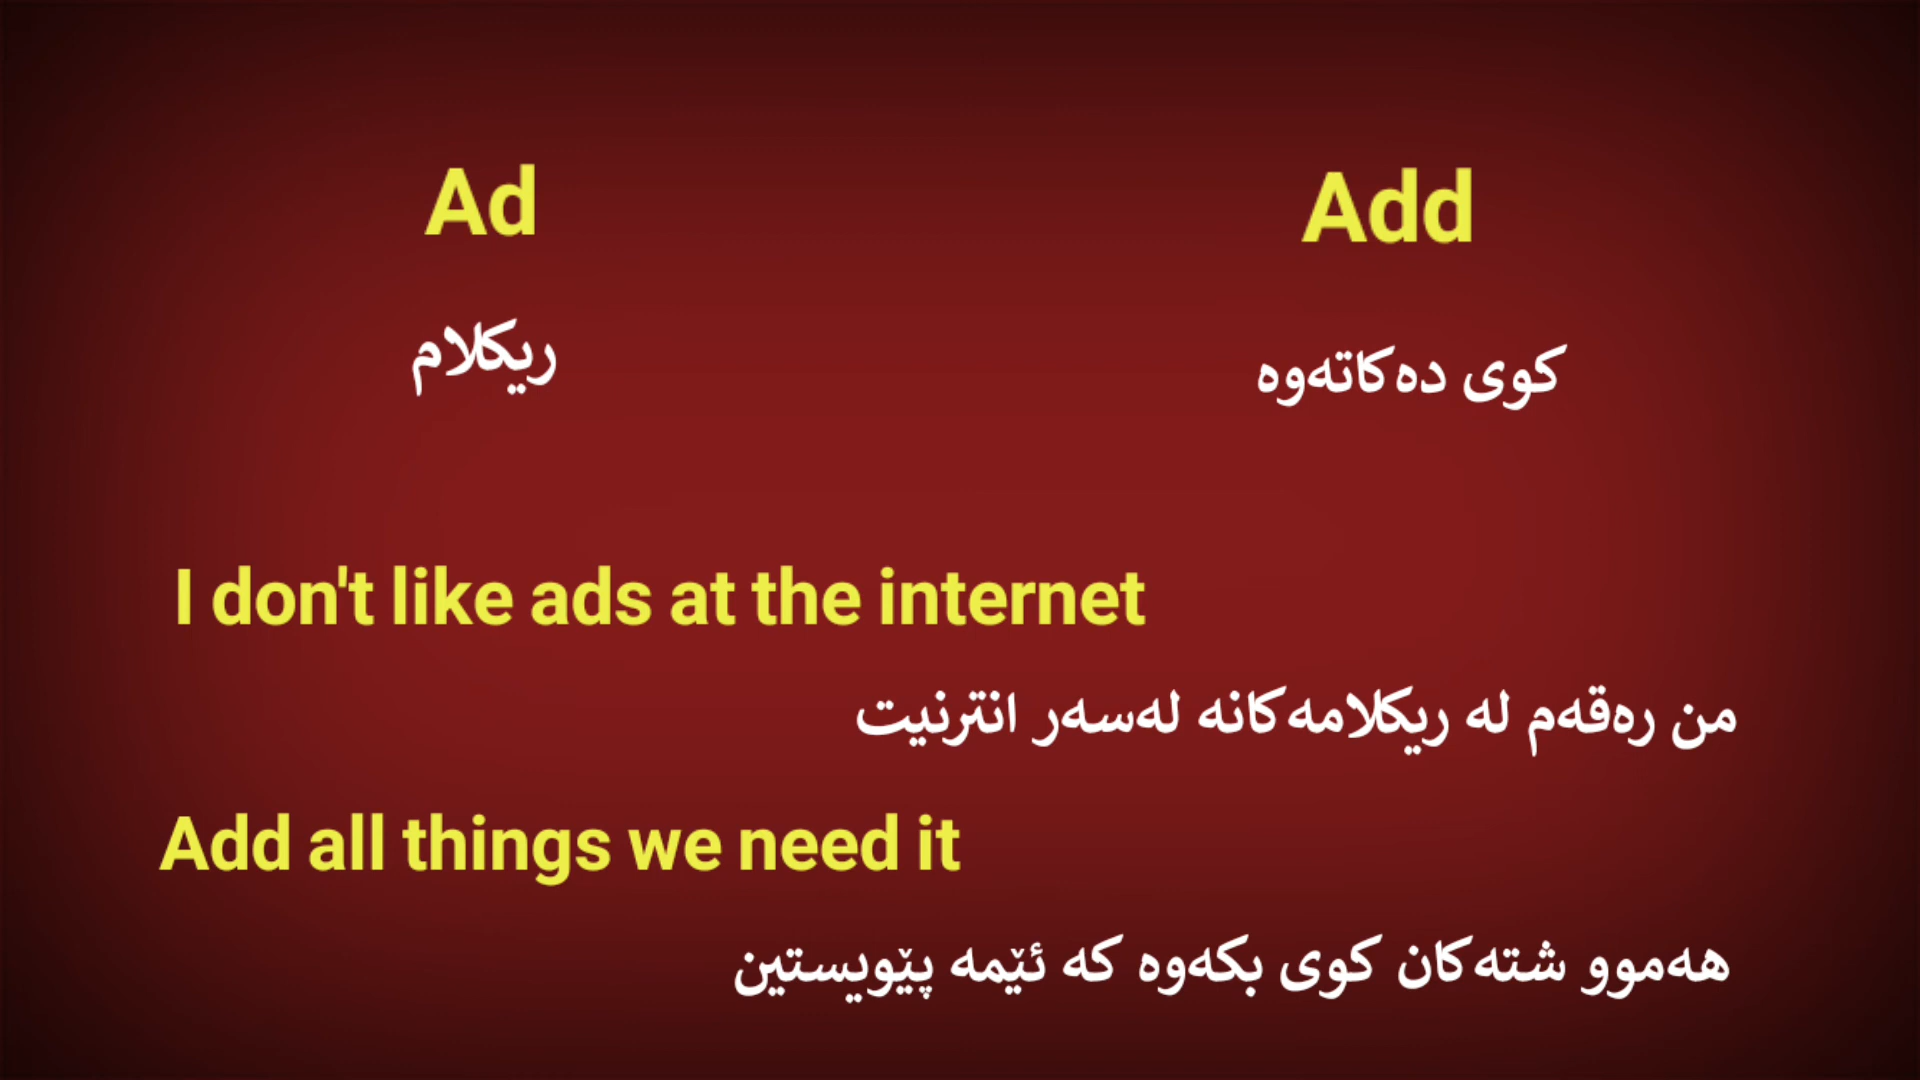 Ad
Add
ریکلام
کوی دەکاتەوە
I don't like ads at the internet
من رەقەم لە ریکلامەکانە لەسەر انترنیت
Add all things we need it
هەموو شتەکان کوی بکەوە کە ئێمە پێویستین